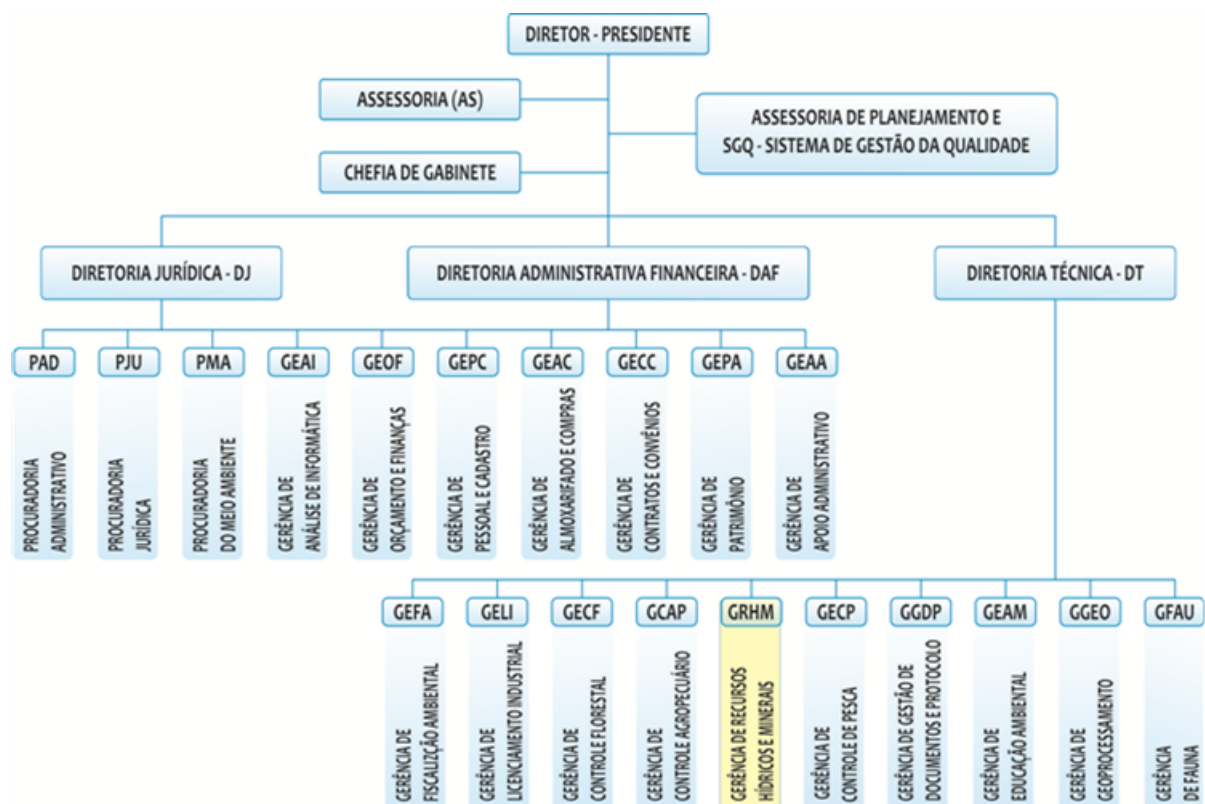 DIRETOR - PRESIDENTE
ASSESSORIA (AS)
ASSESSORIA DE PLANEJAMENTO E
SGQ - SISTEMA DE GESTÃO DA QUALIDADE
CHEFIA DE GABINETE
DIRETORIA JURÍDICA - DJ
DIRETORIA ADMINISTRATIVA FINANCEIRA - DAF
DIRETORIA TÉCNICA - DT
PAD
PROCURADORIA
ADMINISTRATIVO
PJU
PROCURADORIA
JURÍDICA
PMA
PROCURADORIA
DO MEIO AMBIENTE
GEAI
GERÊNCIA DE
ANÁLISE DE INFORMÁTICA
GEOF
GERÊNCIA DE
ORÇAMENTO E FINANÇAS
GEPC
GERÊNCIA DE
PESSOAL E CADASTRO
GEAC
GERÊNCIA DE
ALMOXARIFADO E COMPRAS
GECC
GERÊNCIA DE
CONTRATOS E CONVÊNIOS
GEPA
GERÊNCIA DE
PATRIMÔNIO
GEAA
GERÊNCIA DE
APOIO ADMINISTRATIVO
GEFA
GERÊNCIA DE
FISCALIZÇÃO AMBIENTAL
GELI
GERÊNCIA DE
LICENCIAMENTO INDUSTRIAL
GECF
GERÊNCIA DE
CONTROLE FLORESTAL
GCAP
GERÊNCIA DE
CONTROLE AGROPECUÁRIO
GRHM
GERÊNCIA DE RECURSOS
HÍDRICOS E MINERAIS
GECP
GERÊNCIA DE
CONTROLE DE PESCA
GGDP
GERÊNCIA DE GESTÃO DE
DOCUMENTOS E PROTOCOLO
GEAM
GERÊNCIA DE
EDUCAÇÃO AMBIENTAL
GGEO
GERÊNCIA DE
GEOPROCESSAMENTO
GFAU
GERÊNCIA
DE FAUNA